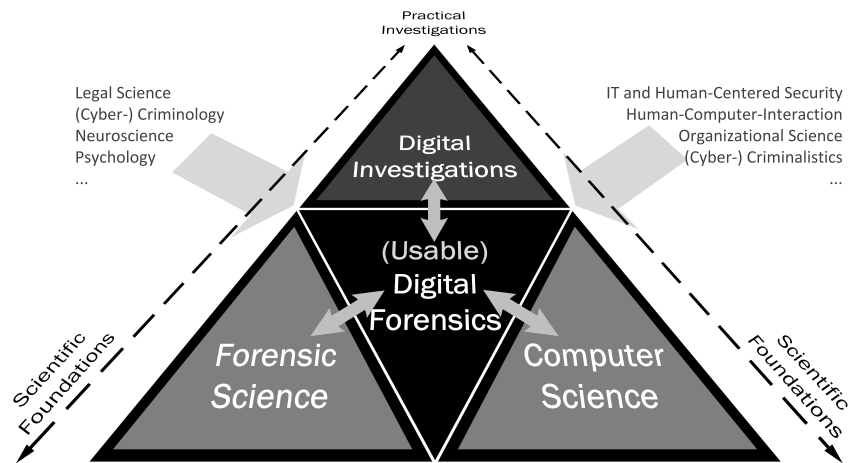 Practical
Investigations
Legal Science
(Cyber-) Criminology
Neuroscience
Psychology
...
IT and Human-Centered Security
Human-Computer-Interaction
Organizational Science
(Cyber-) Criminalistics
...
Digital
Investigations
(Usable)
Digital
Forensics
Forensic
Science
Computer
Science
Scientific
Foundations
Scientific
Foundations